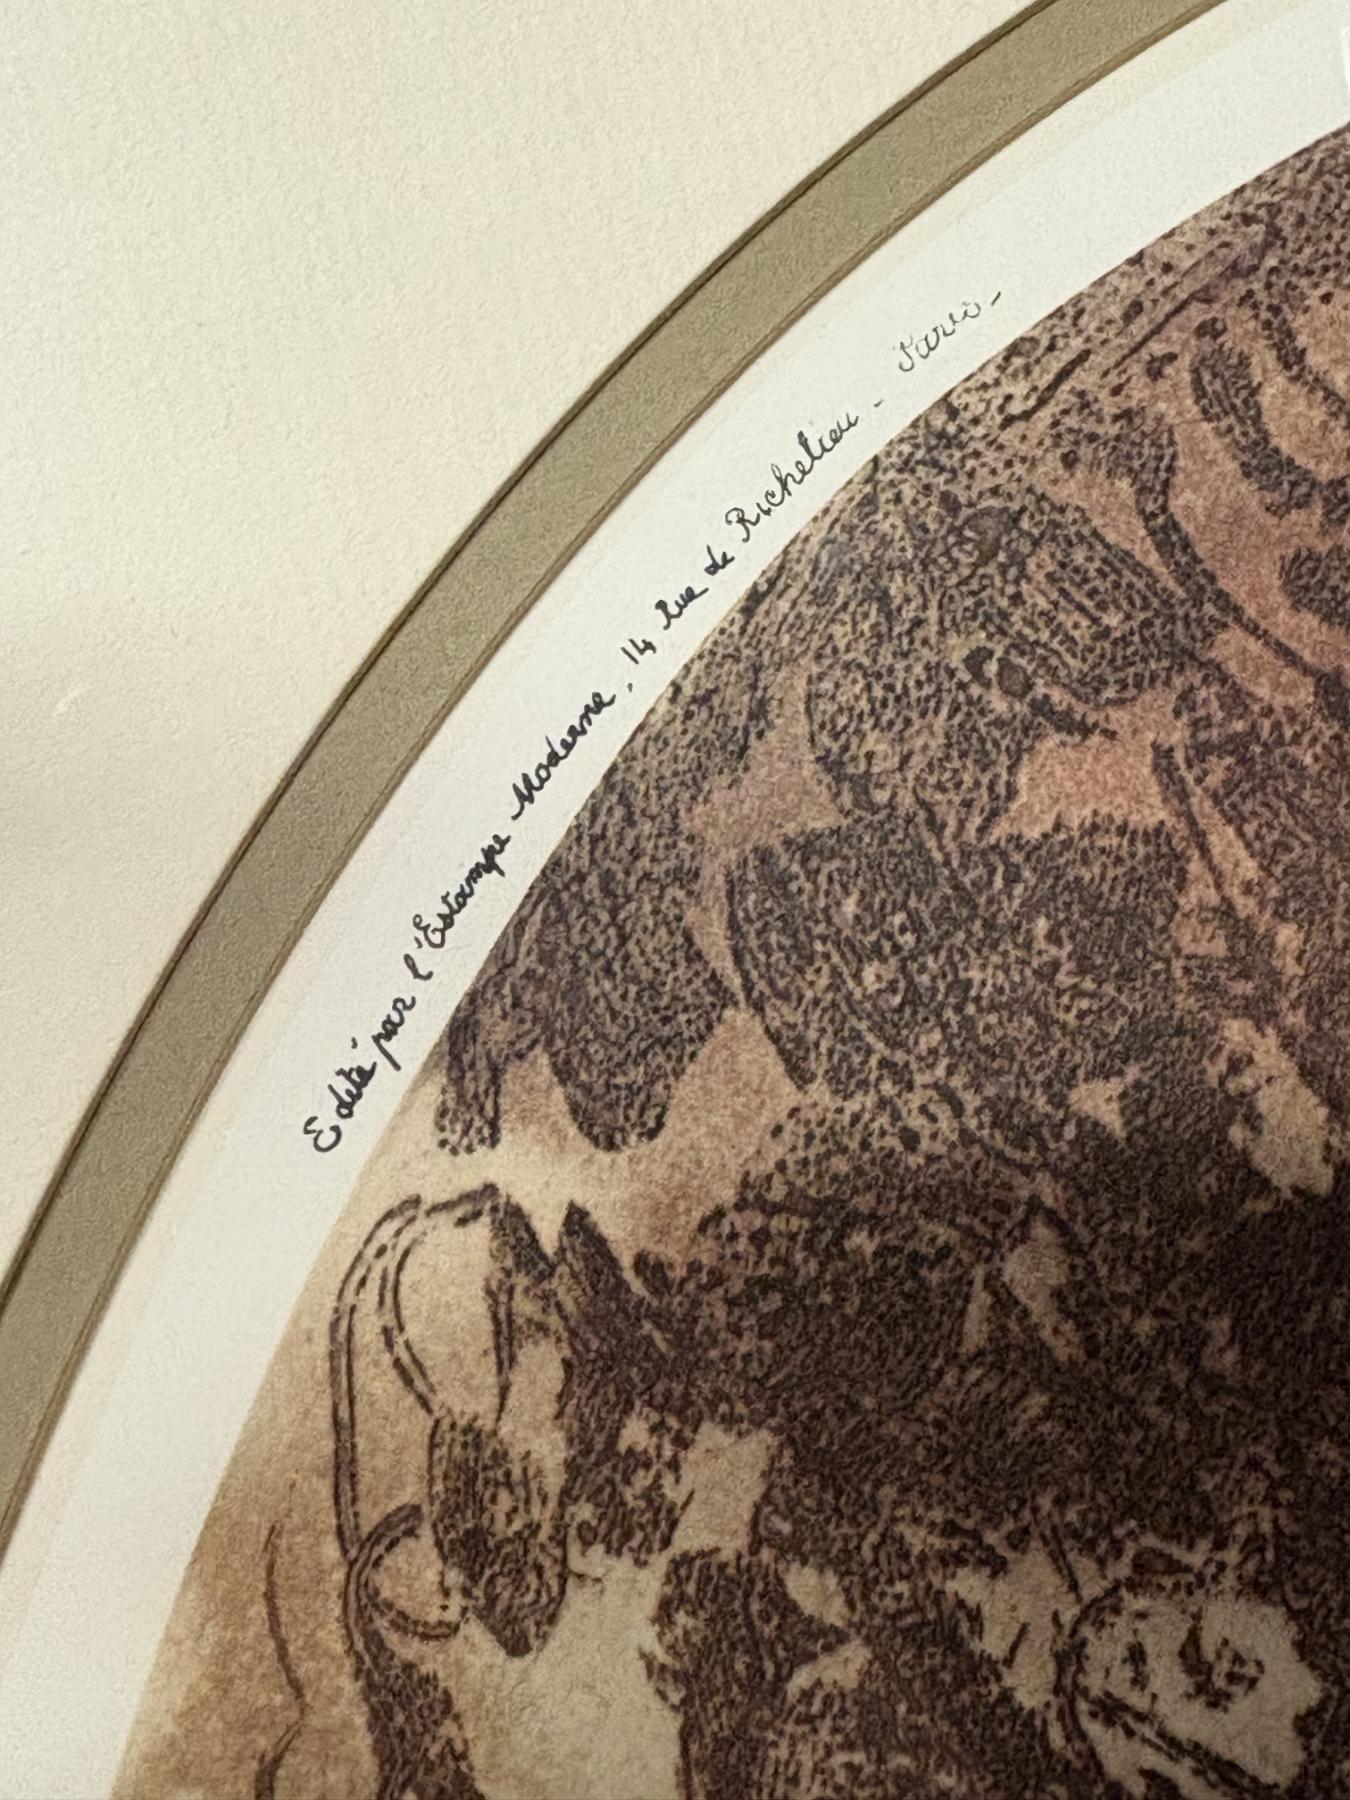 Edité par l'Estampe Moderne, 14 Rue de Richelieu - Paris -